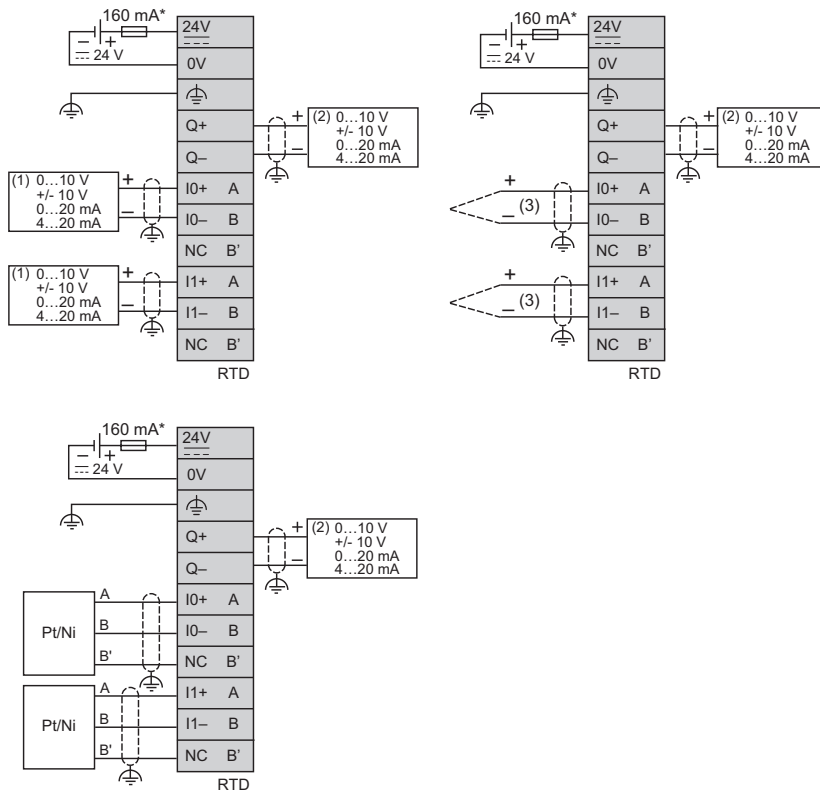 160 mA*
24V
24 V
− +
0V
Q+
Q–
+ (2) 0...10 V
+/- 10 V
− 0...20 mA
4...20 mA
(1) 0...10 V
+/- 10 V
0...20 mA
4...20 mA
+
−
I0+ A
I0– B
NC B'
(1) 0...10 V
+/- 10 V
0...20 mA
4...20 mA
+
−
I1+ A
I1– B
NC B'
RTD
160 mA*
24V
24 V
− +
0V
Q+
Q–
+ (2) 0...10 V
+/- 10 V
− 0...20 mA
4...20 mA
+
− (3)
I0+ A
I0– B
NC B'
+
− (3)
I1+ A
I1– B
NC B'
RTD
160 mA*
24V
24 V
− +
0V
Q+
Q–
+ (2) 0...10 V
+/- 10 V
− 0...20 mA
4...20 mA
Pt/Ni
A
B
B'
I0+ A
I0– B
NC B'
Pt/Ni
A
B
B'
I1+ A
I1– B
NC B'
RTD